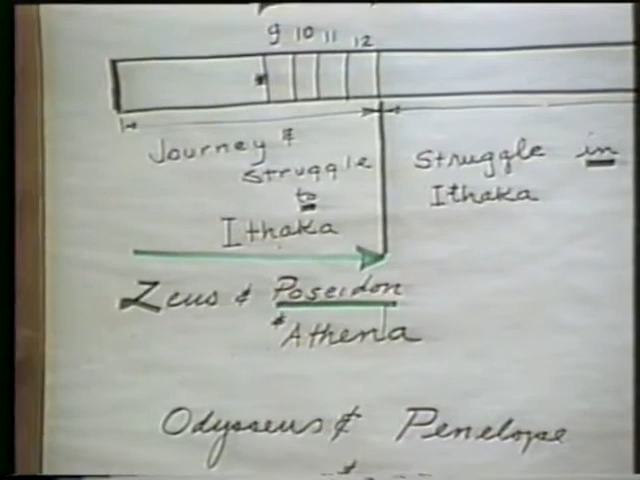 9 10 11 12
Journey &
Struggle
to
Ithaka
Struggle in
Ithaka
Zeus & Poseidon
& Athena
Odysseus & Penelope
&